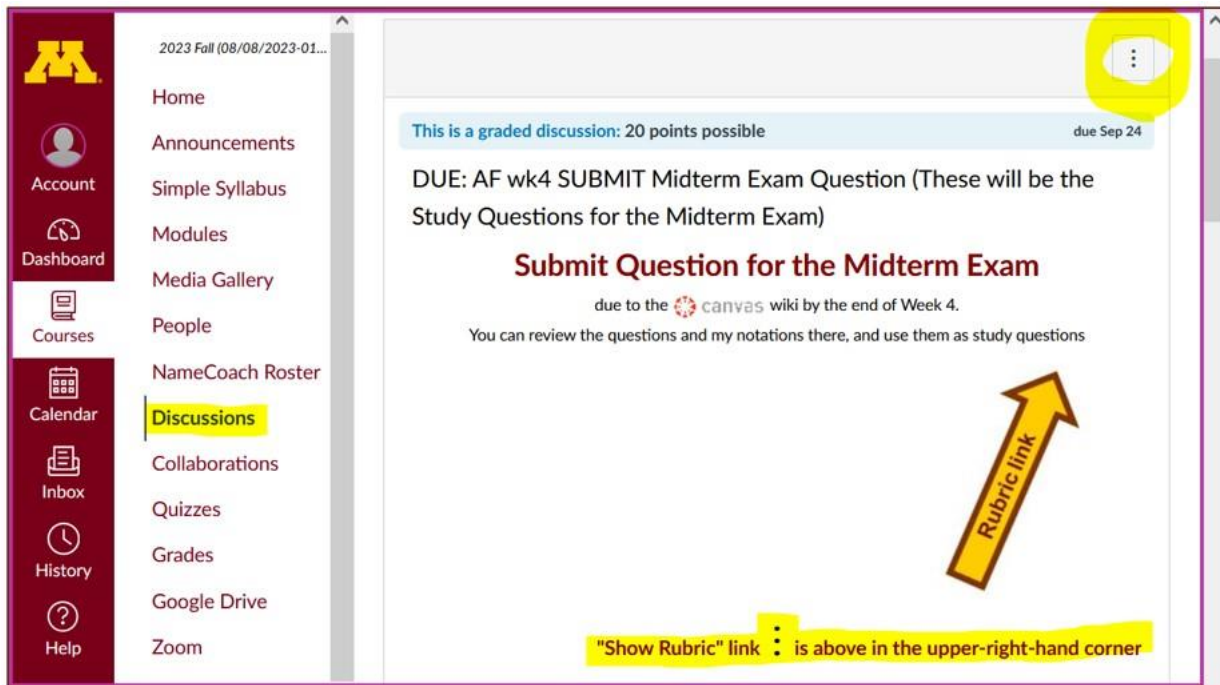 M
Account
Dashboard
Courses
Calendar
Inbox
History
Help
2023 Fall (08/08/2023-01...
Home
Announcements
Simple Syllabus
Modules
Media Gallery
People
NameCoach Roster
Discussions
Collaborations
Quizzes
Grades
Google Drive
Zoom
This is a graded discussion: 20 points possible due Sep 24
DUE: AF wk4 SUBMIT Midterm Exam Question (These will be the
Study Questions for the Midterm Exam)
Submit Question for the Midterm Exam
due to the canvas wiki by the end of Week 4.
You can review the questions and my notations there, and use them as study questions
Rubric link
"Show Rubric" link ⋮ is above in the upper-right-hand corner